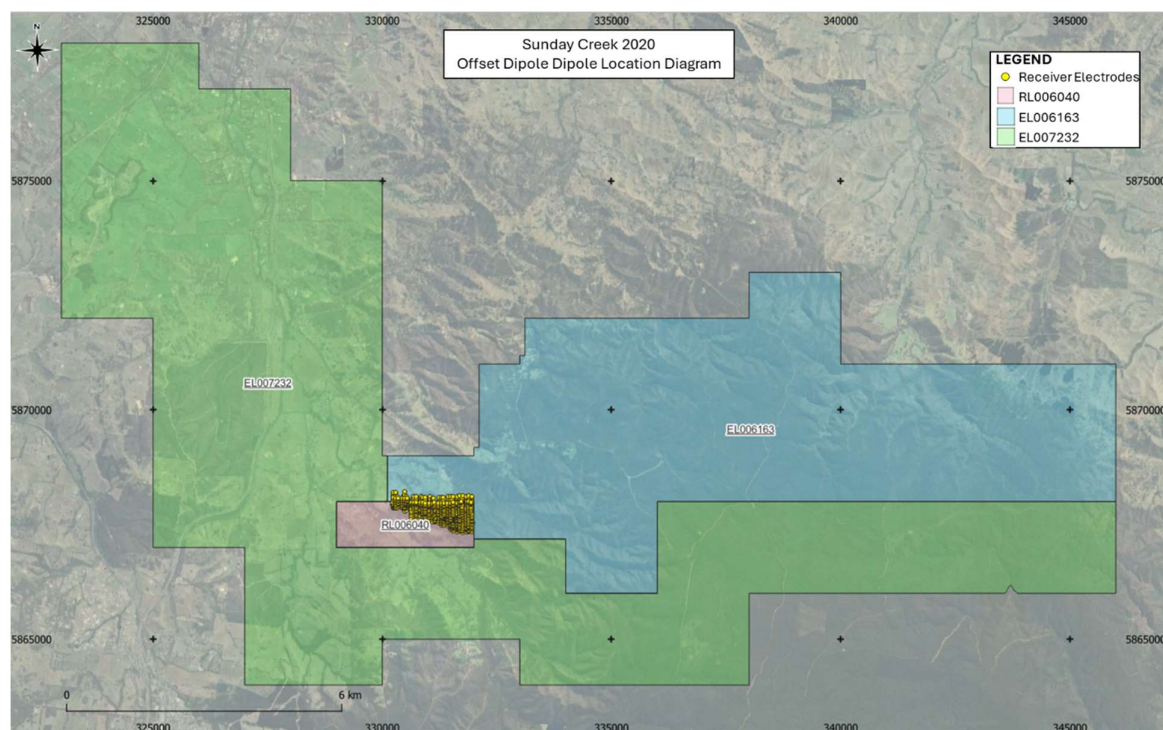 325000 330000 335000 340000 345000
N
Sunday Creek 2020
Offset Dipole Dipole Location Diagram
LEGEND
Receiver Electrodes
RL006040
EL006163
EL007232
5875000 5875000
EL007232
5870000 5870000
EL006163
RL006040
5865000 5865000
0 6 km
325000 330000 335000 340000 345000